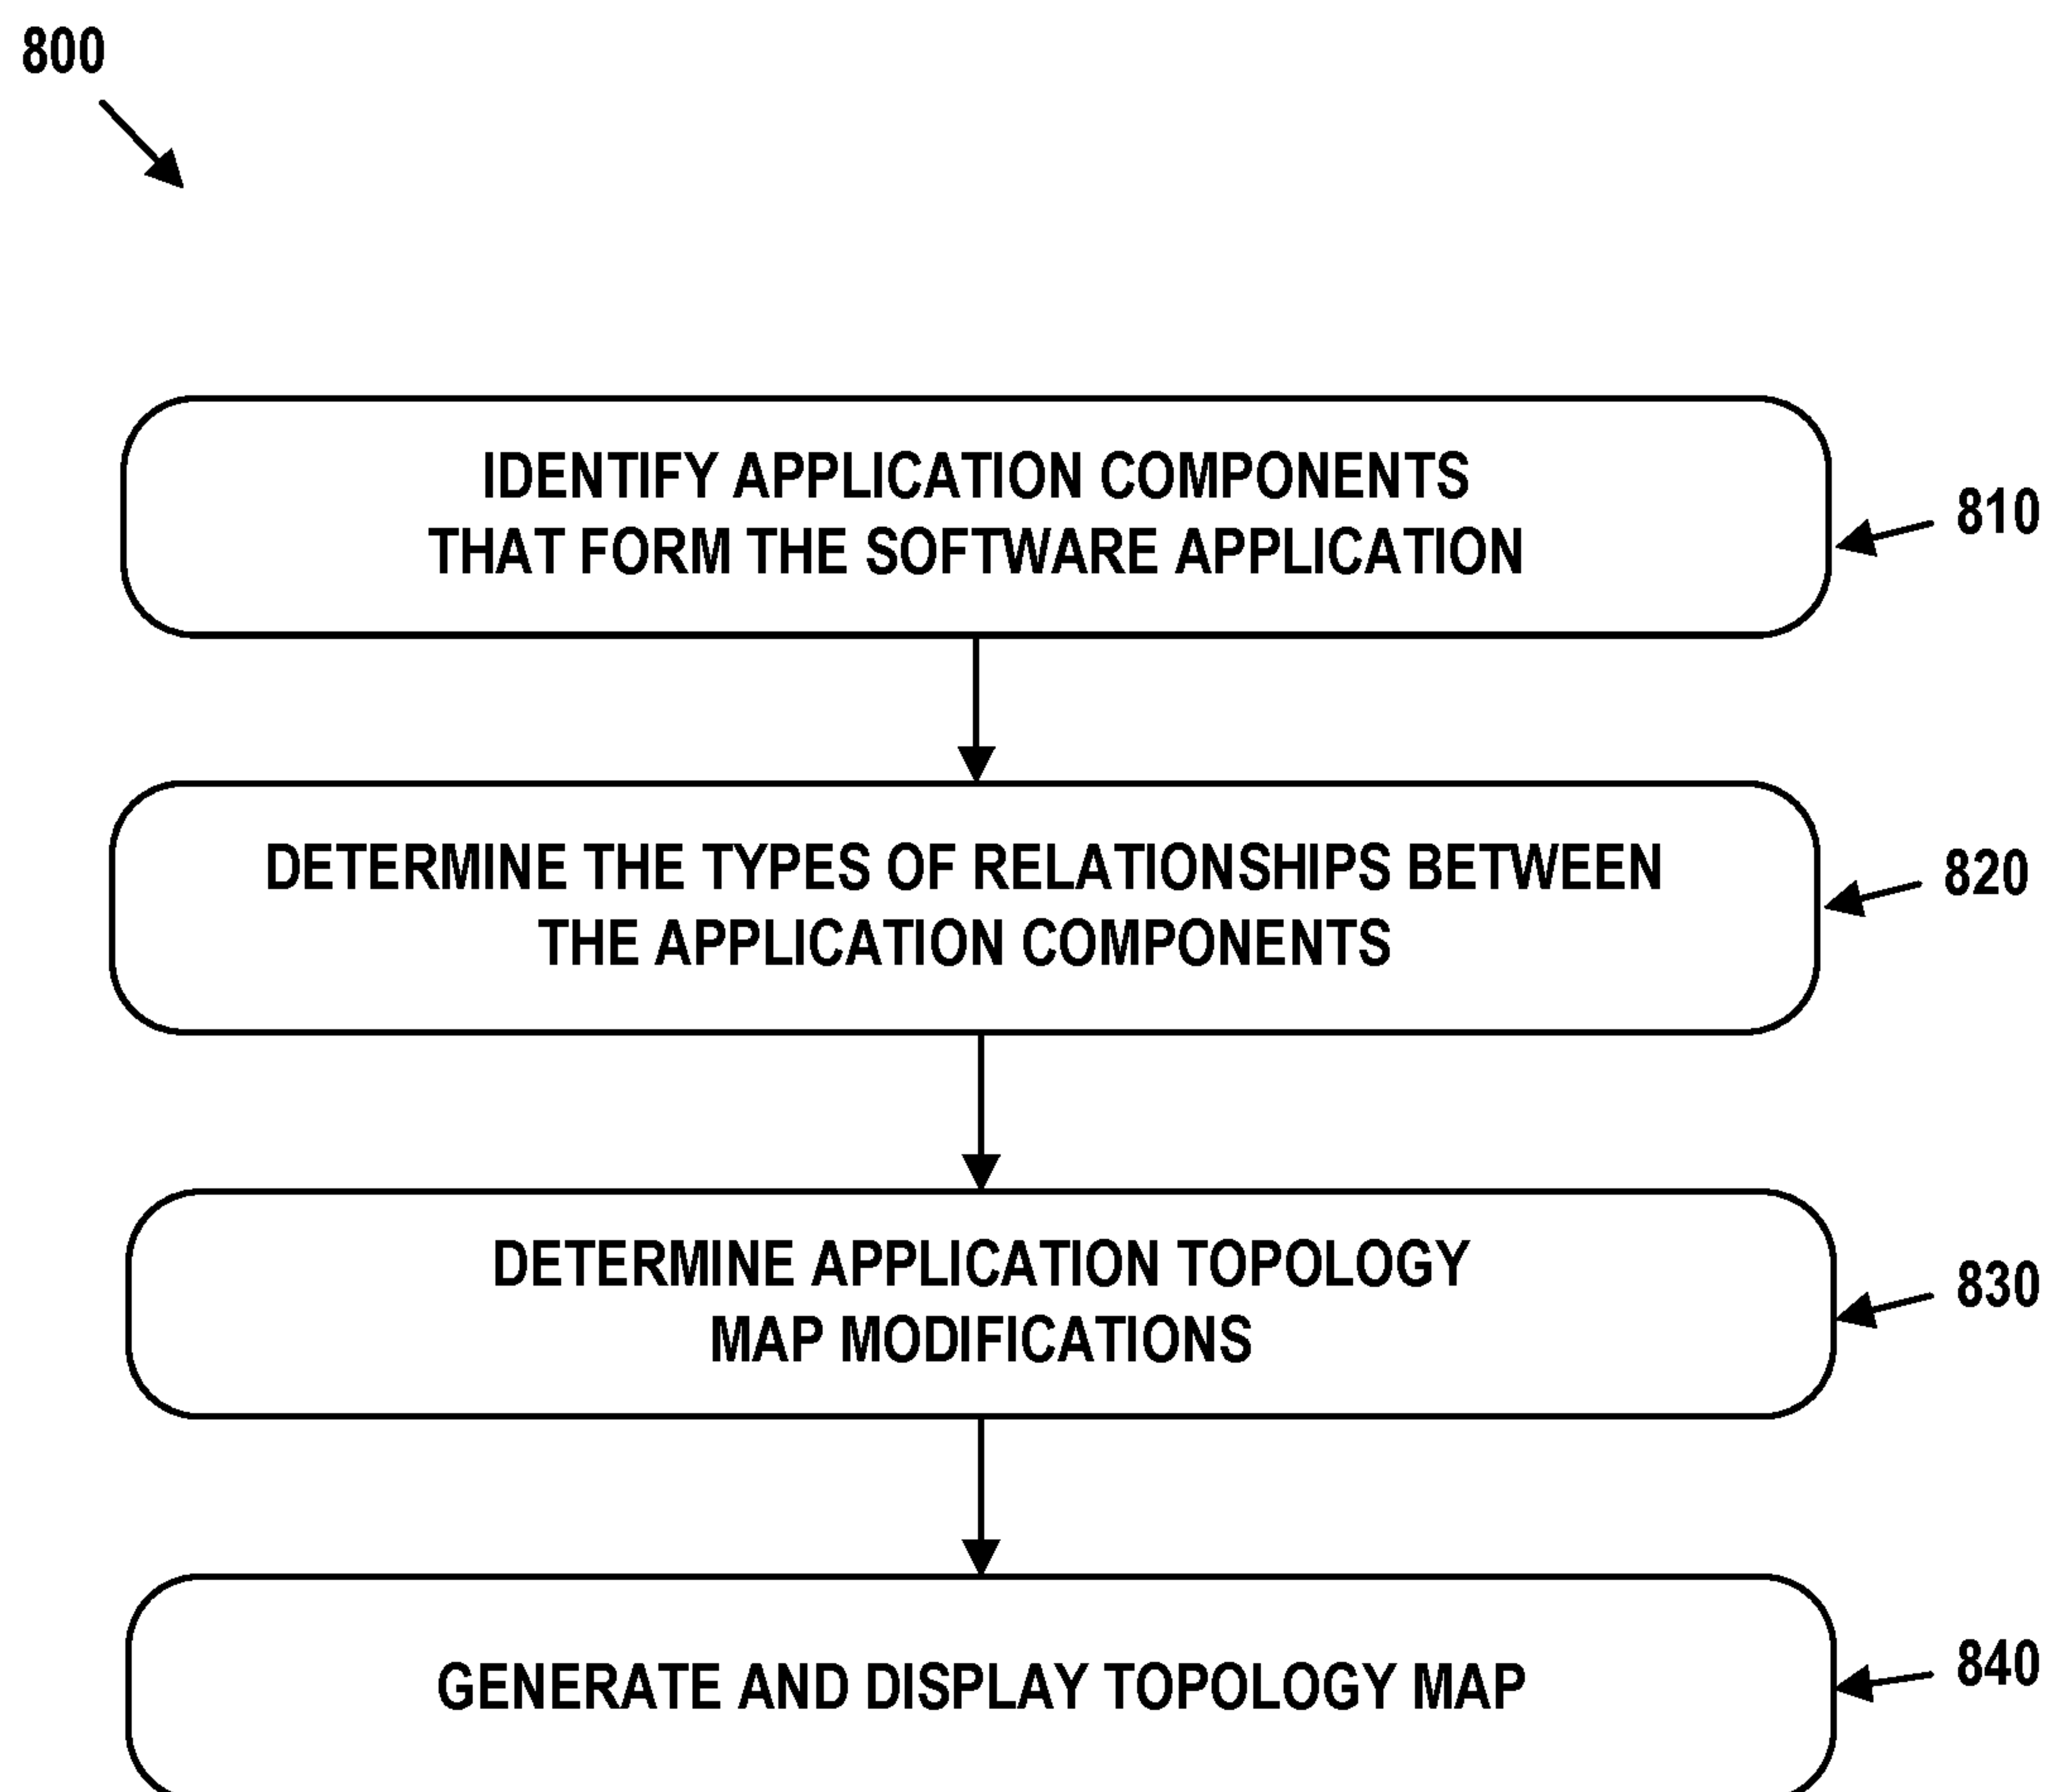 800
IDENTIFY APPLICATION COMPONENTS
THAT FORM THE SOFTWARE APPLICATION
810
DETERMINE THE TYPES OF RELATIONSHIPS BETWEEN
THE APPLICATION COMPONENTS
820
DETERMINE APPLICATION TOPOLOGY
MAP MODIFICATIONS
830
GENERATE AND DISPLAY TOPOLOGY MAP
840